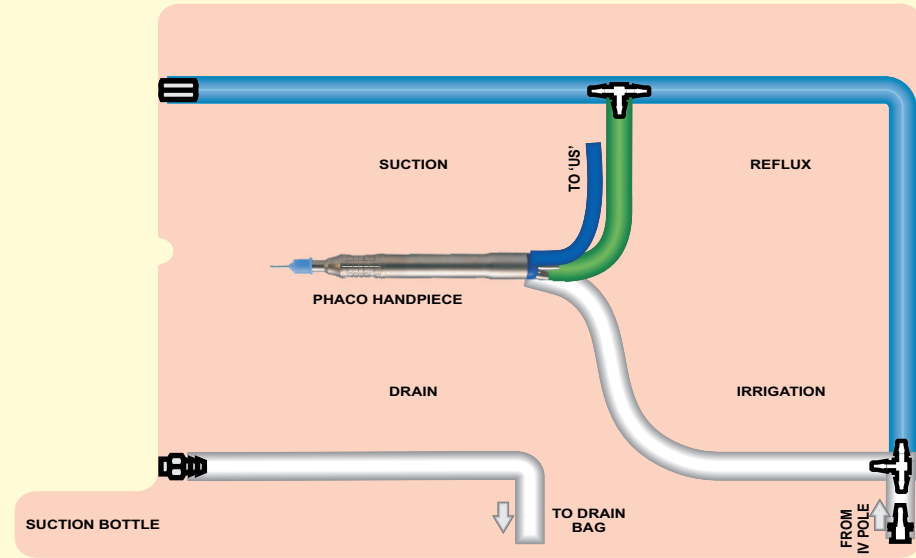 SUCTION
TO 'US'
REFLUX
PHACO HANDPIECE
DRAIN
IRRIGATION
SUCTION BOTTLE
TO DRAIN
BAG
FROM
IV POLE